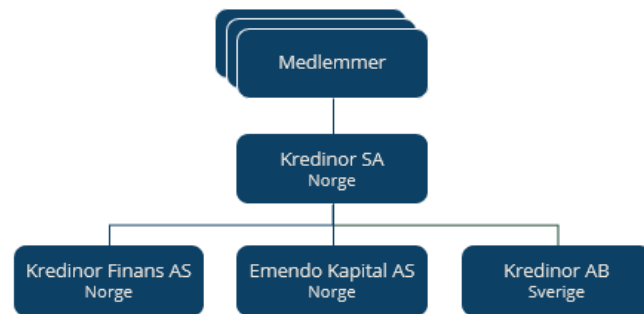 Medlemmer
Kredinor SA
Norge
Kredinor Finans AS
Norge
Emendo Kapital AS
Norge
Kredinor AB
Sverige